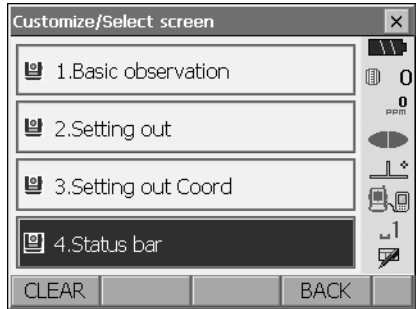 Customize/Select screen
1.Basic observation
0
0
PPM
2.Setting out
3.Setting out Coord
4.Status bar
1
CLEAR
BACK